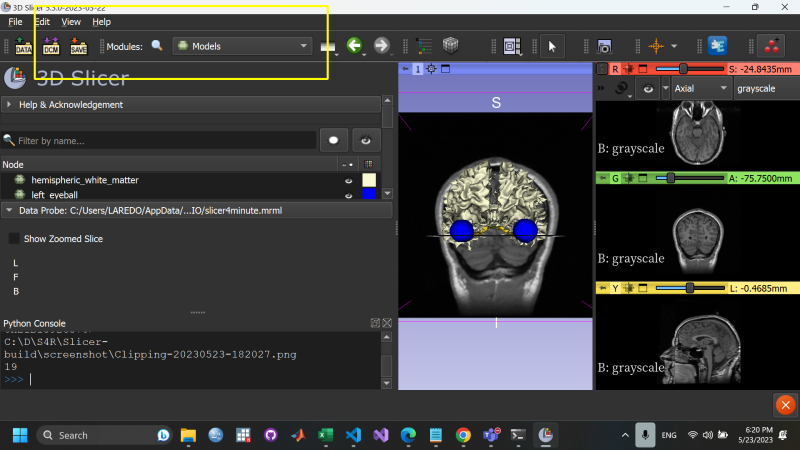 3D Slicer 5.3.0-2023-03-22
File Edit View Help
DATA DCM SAVE Modules: Models
3D Slicer
Help & Acknowledgement
Filter by name...
Node
hemispheric_white_matter
left_eyeball
Data Probe: C:/Users/LAREDO/AppData/...IO/slicer4minute.mrml
Show Zoomed Slice
L
F
B
Python Console
C:\D\S4R\Slicer-
build\screenshot\Clipping-20230523-182027.png
19
>>>
1
S
I
R S: -24.8435mm
Axial grayscale
B: grayscale
G A: -75.7500mm
B: grayscale
Y L: -0.4685mm
B: grayscale
Search
ENG
6:20 PM
5/23/2023